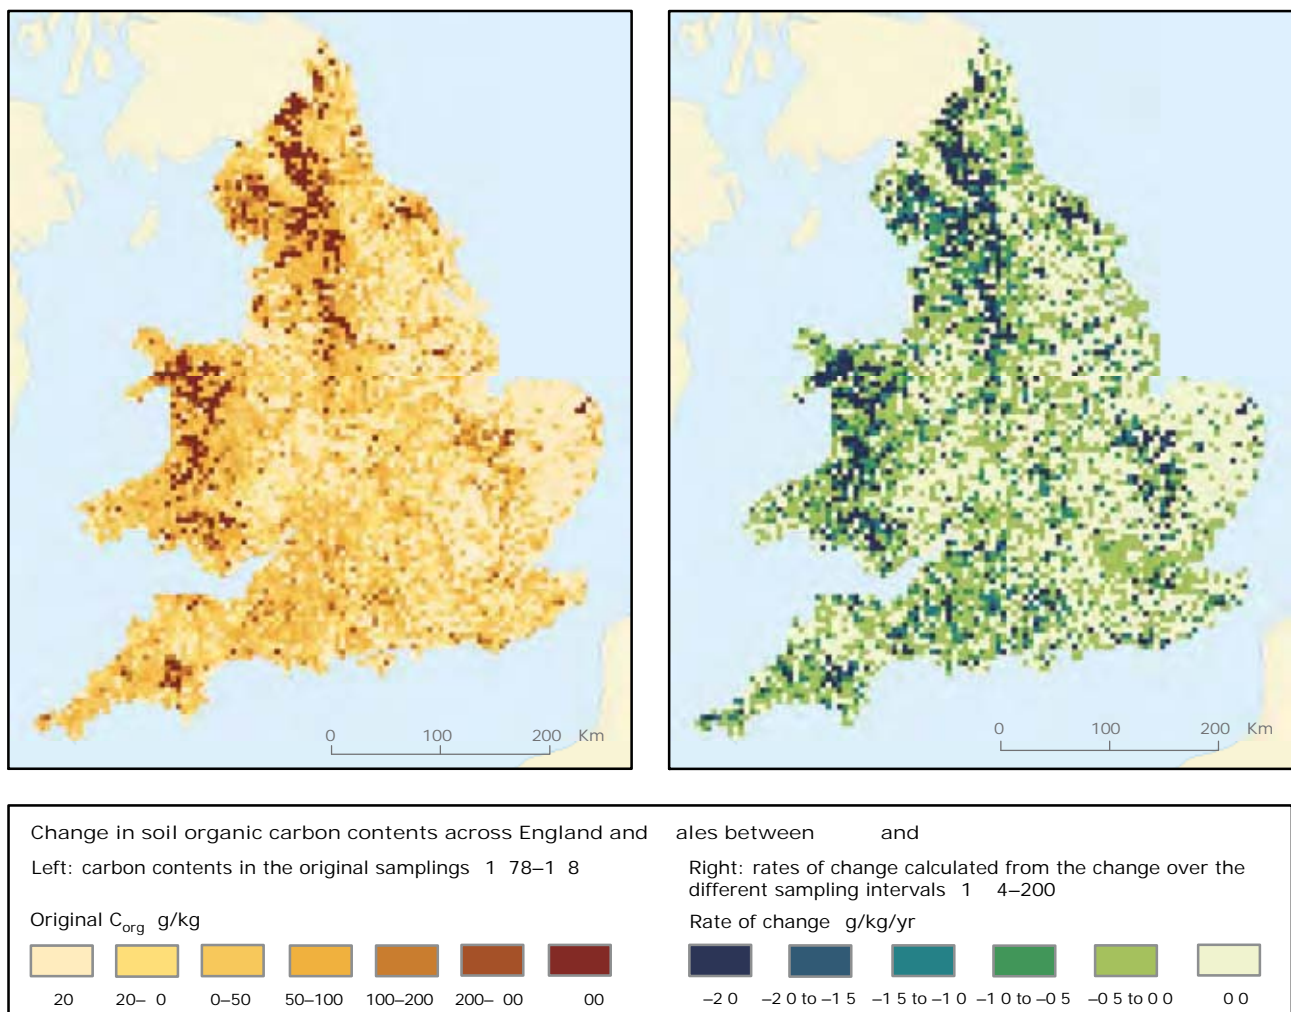 0 100 200 Km
0 100 200 Km
Change in soil organic carbon contents across England and ales between and
Left: carbon contents in the original samplings 1 78–1 8
Original Corg g/kg
20 20– 0 0–50 50–100 100–200 200– 00 00
Right: rates of change calculated from the change over the
different sampling intervals 1 4–200
Rate of change g/kg/yr
–2 0 –2 0 to –1 5 –1 5 to –1 0 –1 0 to –0 5 –0 5 to 0 0 0 0